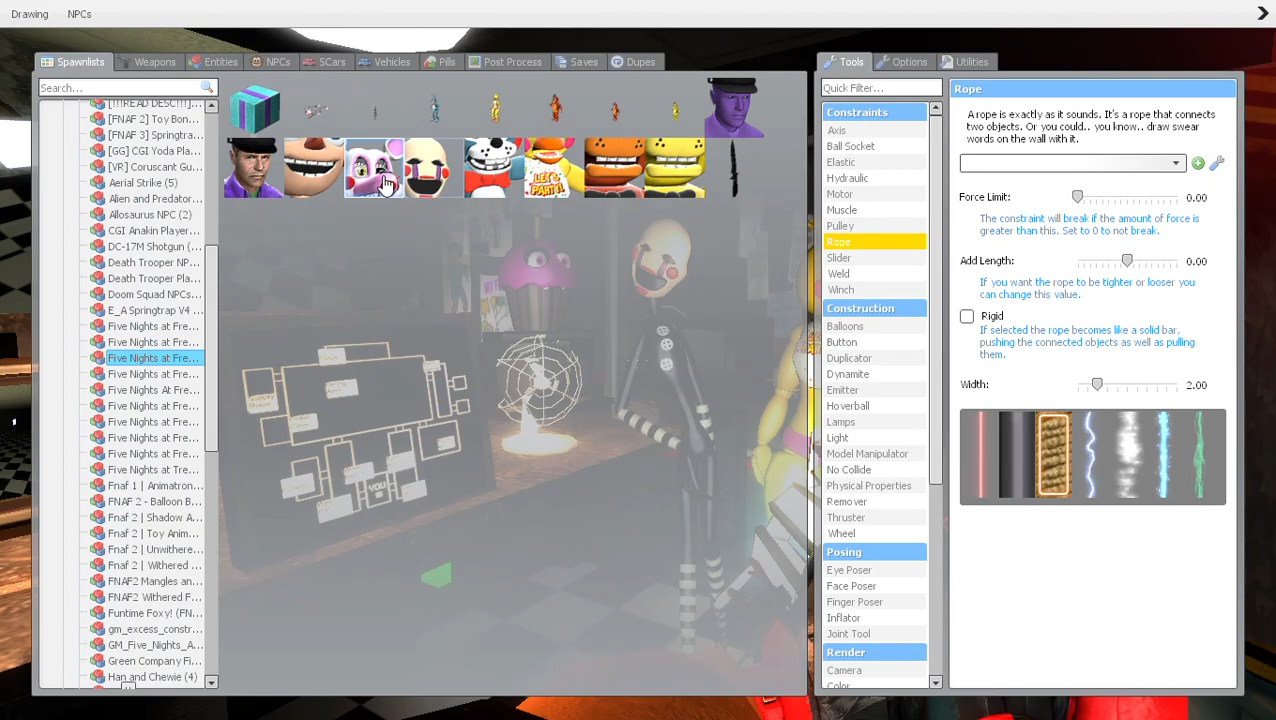 Drawing NPCs
Spawnlists Weapons Entities NPCs SCars Vehicles Pills Post Process Saves Dupes
Tools Options Utilities
Search...
[!!!READ DESC!!!]...
[FNAF 2] Toy Bon...
[FNAF 3] Springtra...
[GG] CGI Yoda Pla...
[VR] Coruscant Gu...
Aerial Strike (5)
Alien and Predator...
Allosaurus NPC (2)
CGI Anakin Player...
DC-17M Shotgun (...
Death Trooper NP...
Death Trooper Pla...
Doom Squad NPCs...
E_A Springtrap V4 ...
Five Nights at Fre...
Five Nights at Fre...
Five Nights at Fre...
Five Nights at Fre...
Five Nights At Fre...
Five Nights at Fre...
Five Nights at Fre...
Five Nights at Fre...
Five Nights at Fre...
Five Nights at Tre...
Fnaf 1 | Animatron...
FNAF 2 - Balloon B...
Fnaf 2 | Shadow A...
Fnaf 2 | Toy Anim...
Fnaf 2 | Unwithere...
Fnaf 2 | Withered ...
FNAF2 Mangles an...
FNAF2 Withered F...
Funtime Foxy! (FN...
gm_excess_constr...
GM_Five_Nights_A...
Green Company Fi...
Han and Chewie (4)
LET'S
PARTY
YOU
Quick Filter...
Constraints
Axis
Ball Socket
Elastic
Hydraulic
Motor
Muscle
Pulley
Rope
Slider
Weld
Winch
Construction
Balloons
Button
Duplicator
Dynamite
Emitter
Hoverball
Lamps
Light
Model Manipulator
No Collide
Physical Properties
Remover
Thruster
Wheel
Posing
Eye Poser
Face Poser
Finger Poser
Inflator
Joint Tool
Render
Camera
Color
Rope
A rope is exactly as it sounds. It's a rope that connects
two objects. Or you could.. you know.. draw swear
words on the wall with it.
Force Limit: 0.00
The constraint will break if the amount of force is
greater than this. Set to 0 to not break.
Add Length: 0.00
If you want the rope to be tighter or looser you
can change this value.
Rigid
If selected the rope becomes like a solid bar,
pushing the connected objects as well as pulling
them.
Width: 2.00